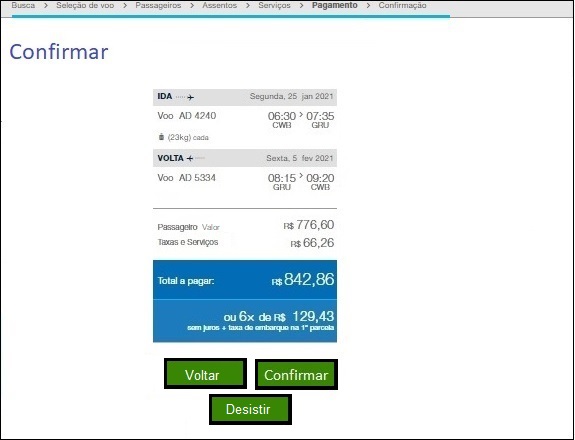 Busca > Seleção de voo > Passageiros > Assentos > Serviços > Pagamento > Confirmação
Confirmar
IDA Segunda, 25 jan 2021
Voo AD 4240 06:30 > 07:35
CWB GRU
(23kg) cada
VOLTA Sexta, 5 fev 2021
Voo AD 5334 08:15 > 09:20
GRU CWB
Passageiro Valor R$ 776,60
Taxas e Serviços R$ 66,26
Total a pagar: R$ 842,86
ou 6x de R$ 129,43
sem juros + taxa de embarque na 1ª parcela
Voltar Confirmar
Desistir